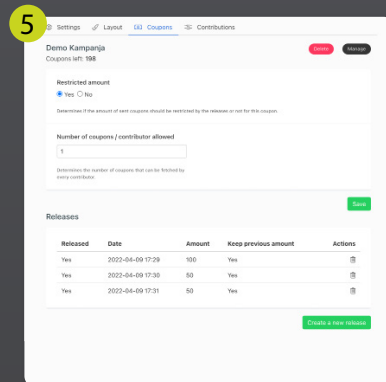 5
Settings Layout Coupons Contributions
Demo Kampanja
Delete Manage
Coupons left: 198
Restricted amount
Yes No
Determines if the amount of sent coupons should be restricted by the releases or not for this coupon.
Number of coupons / contributor allowed
1
Determines the number of coupons that can be fetched by
every contributor.
Save
Releases
Released Date Amount Keep previous amount Actions
Yes 2022-04-09 17:29 100 Yes
Yes 2022-04-09 17:30 50 Yes
Yes 2022-04-09 17:31 50 Yes
Create a new release